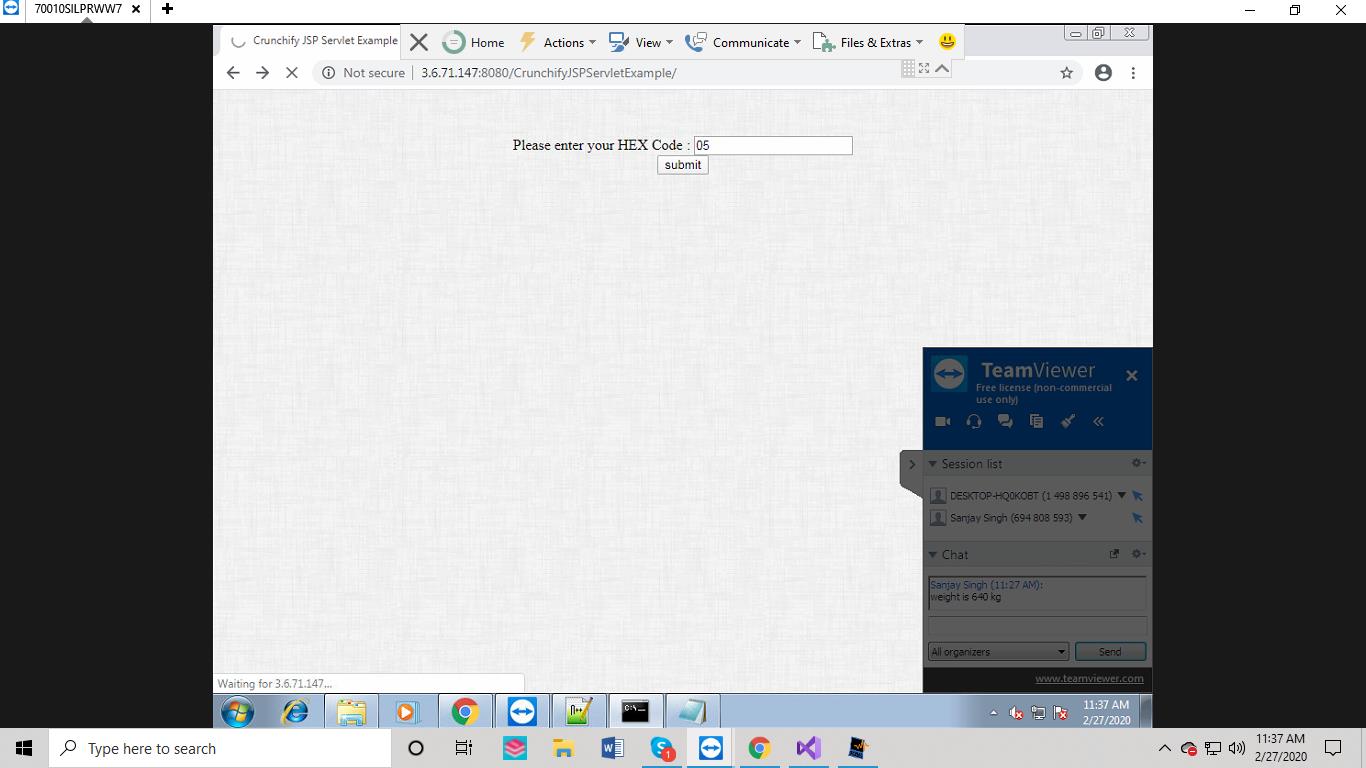 70010SILPRWW7
Crunchify JSP Servlet Example
Home
Actions
View
Communicate
Files & Extras
Not secure
3.6.71.147:8080/CrunchifyJSPServletExample/
Please enter your HEX Code : 05
submit
TeamViewer
Free license (non-commercial
use only)
Session list
DESKTOP-HQ0KOBT (1 498 896 541)
Sanjay Singh (694 808 593)
Chat
Sanjay Singh (11:27 AM):
weight is 640 kg
All organizers
Send
www.teamviewer.com
Waiting for 3.6.71.147...
11:37 AM
2/27/2020
Type here to search
11:37 AM
2/27/2020